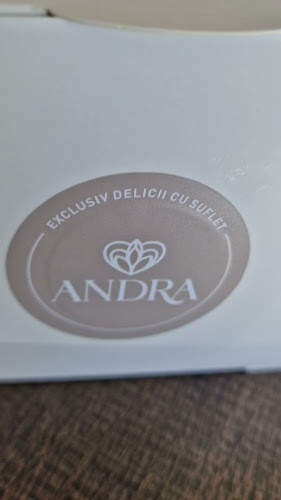 EXCLUSIV DELICII CU SUFLET
ANDRA